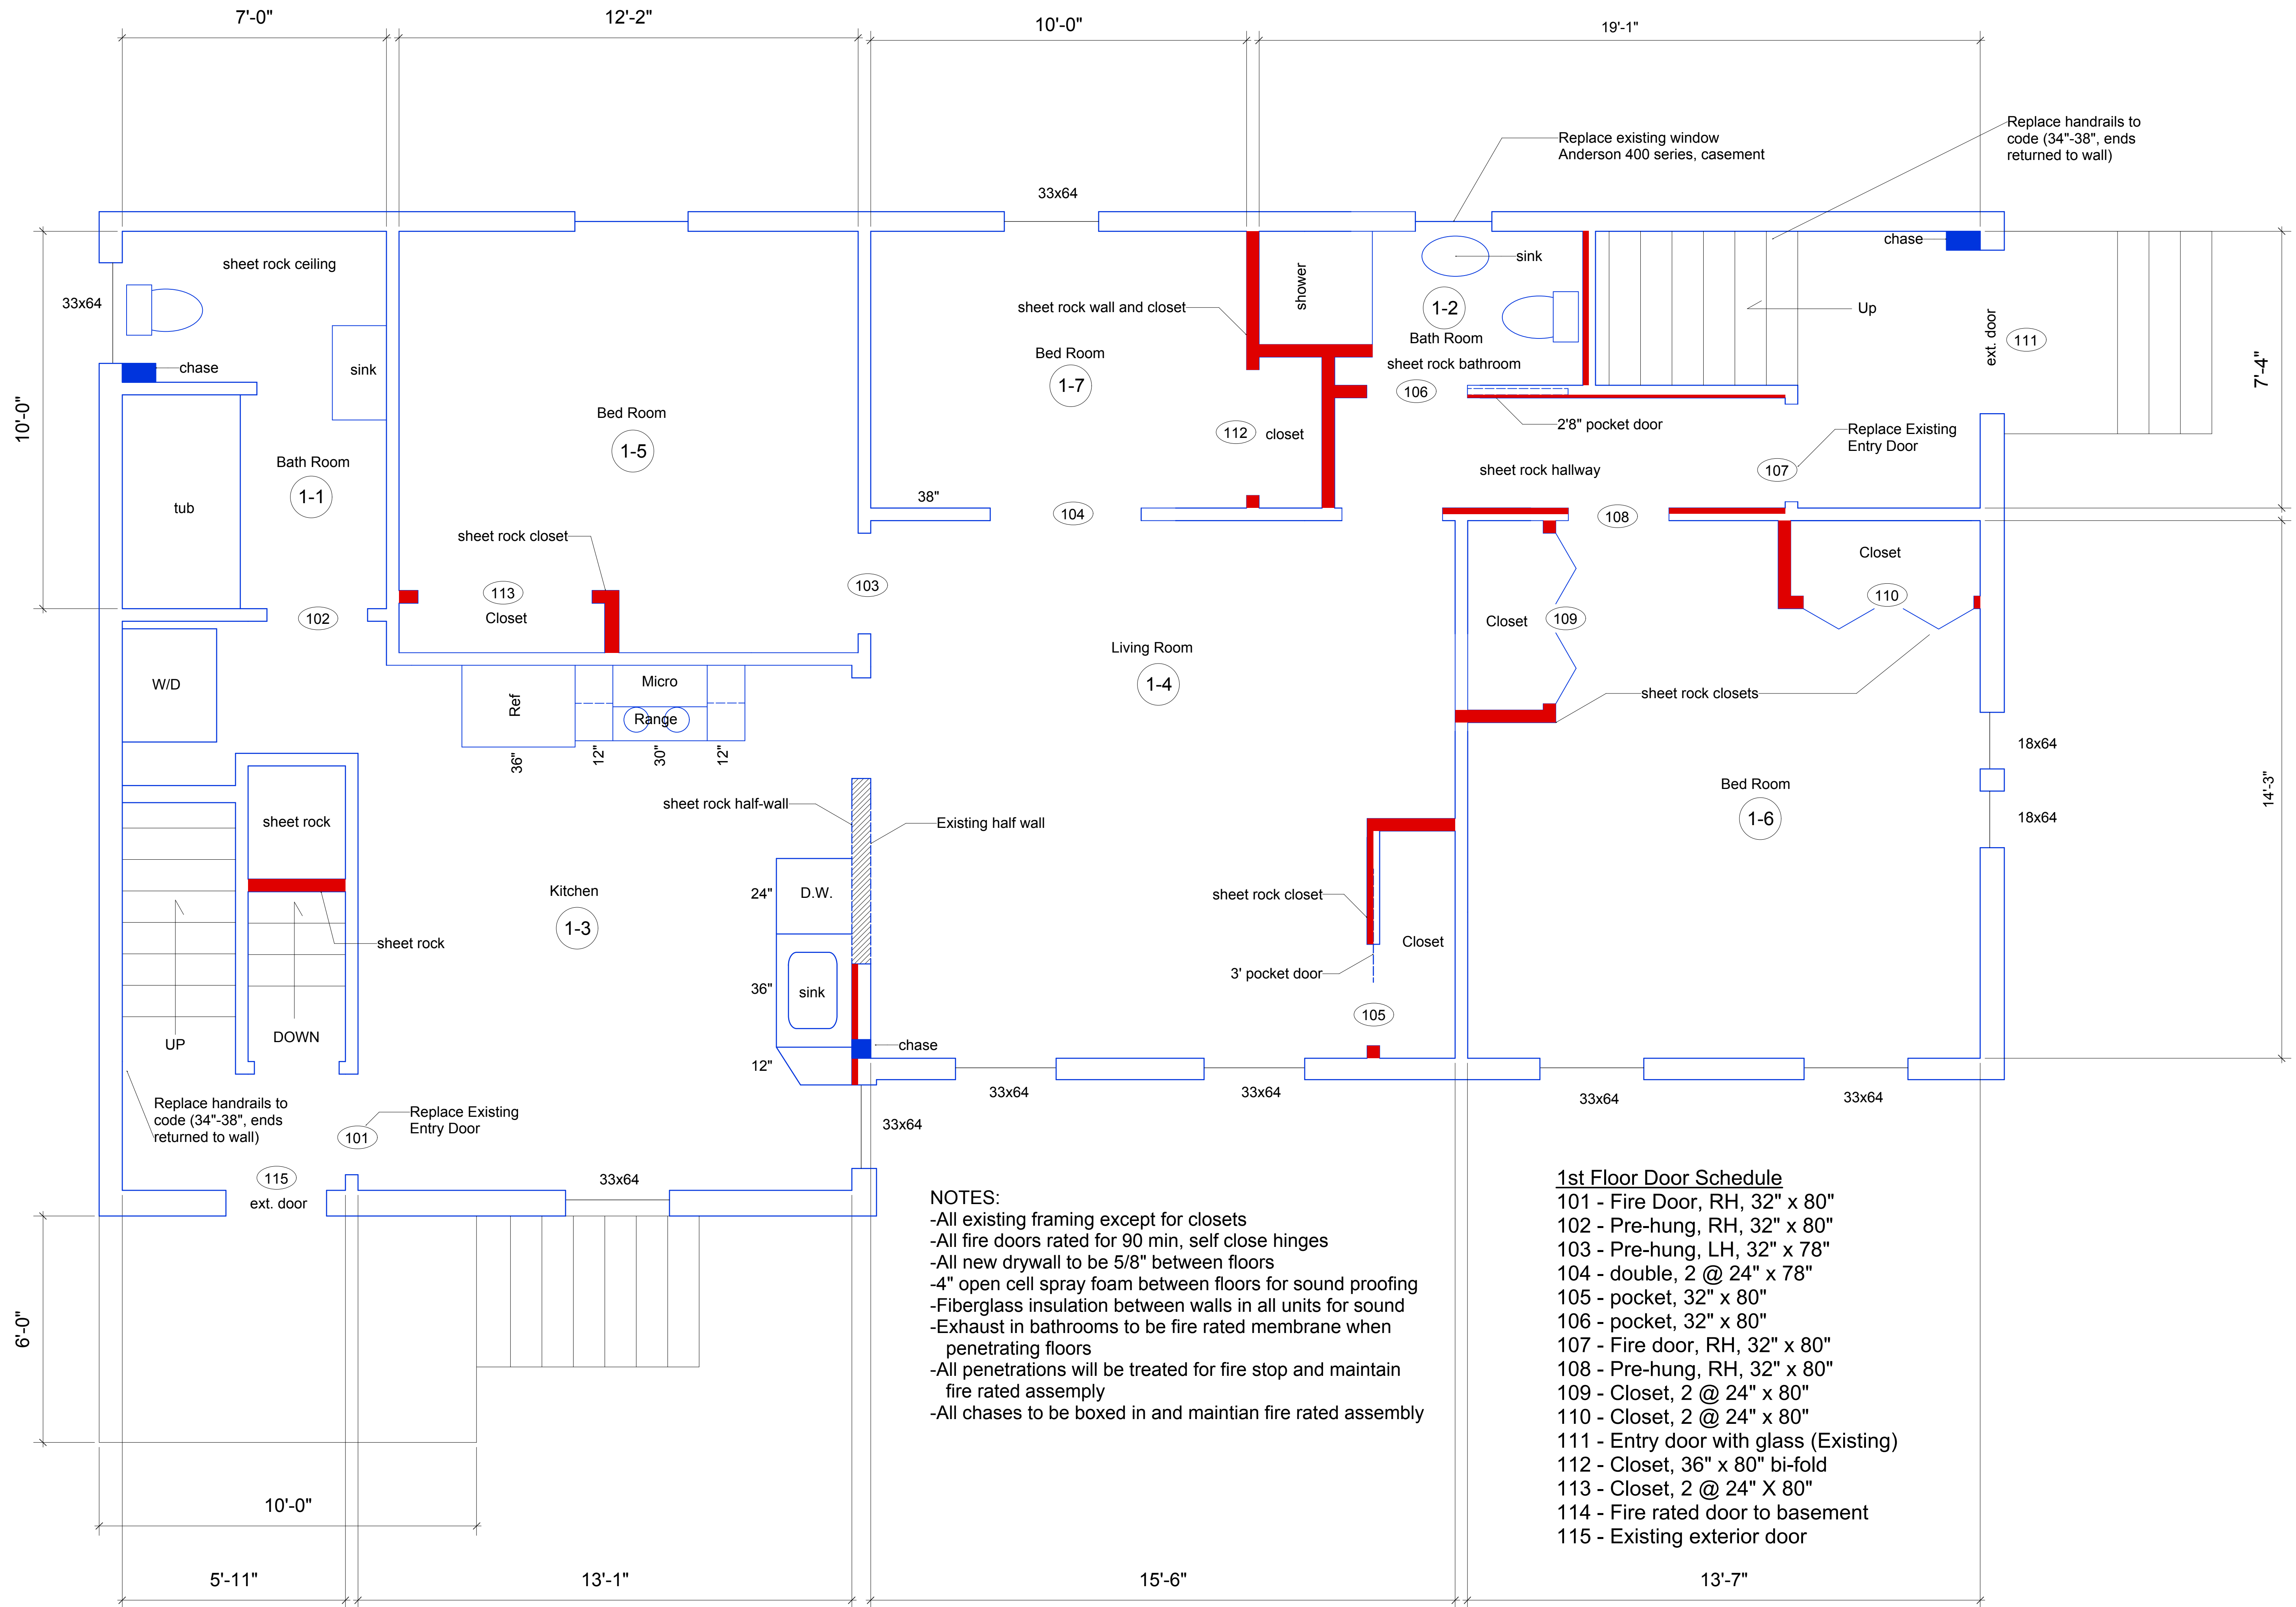 7'-0"
12'-2"
10'-0"
19'-1"
Replace existing window
Anderson 400 series, casement
Replace handrails to
code (34"-38", ends
returned to wall)
33x64
chase
sheet rock ceiling
sink
33x64
shower
sheet rock wall and closet
1-2
Up
Bath Room
ext. door
111
Bed Room
sheet rock bathroom
chase
sink
1-7
106
7'-4"
10'-0"
Bed Room
2'8" pocket door
112
closet
Replace Existing
Entry Door
1-5
Bath Room
sheet rock hallway
107
1-1
38"
tub
104
108
sheet rock closet
Closet
103
113
110
Closet
102
Closet
109
Living Room
W/D
Micro
1-4
sheet rock closets
Ref
Range
18x64
36"
12"
30"
12"
Bed Room
14'-3"
sheet rock half-wall
Existing half wall
sheet rock
1-6
18x64
Kitchen
24"
D.W.
sheet rock closet
1-3
sheet rock
Closet
3' pocket door
36"
sink
105
UP
DOWN
chase
12"
33x64
33x64
33x64
33x64
Replace handrails to
code (34"-38", ends
returned to wall)
Replace Existing
Entry Door
101
33x64
115
33x64
ext. door
6'-0"
NOTES:
-All existing framing except for closets
-All fire doors rated for 90 min, self close hinges
-All new drywall to be 5/8" between floors
-4" open cell spray foam between floors for sound proofing
-Fiberglass insulation between walls in all units for sound
-Exhaust in bathrooms to be fire rated membrane when
penetrating floors
-All penetrations will be treated for fire stop and maintain
fire rated assemply
-All chases to be boxed in and maintian fire rated assembly
1st Floor Door Schedule
101 - Fire Door, RH, 32" x 80"
102 - Pre-hung, RH, 32" x 80"
103 - Pre-hung, LH, 32" x 78"
104 - double, 2 @ 24" x 78"
105 - pocket, 32" x 80"
106 - pocket, 32" x 80"
107 - Fire door, RH, 32" x 80"
108 - Pre-hung, RH, 32" x 80"
109 - Closet, 2 @ 24" x 80"
110 - Closet, 2 @ 24" x 80"
111 - Entry door with glass (Existing)
112 - Closet, 36" x 80" bi-fold
113 - Closet, 2 @ 24" X 80"
114 - Fire rated door to basement
115 - Existing exterior door
10'-0"
5'-11"
13'-1"
15'-6"
13'-7"